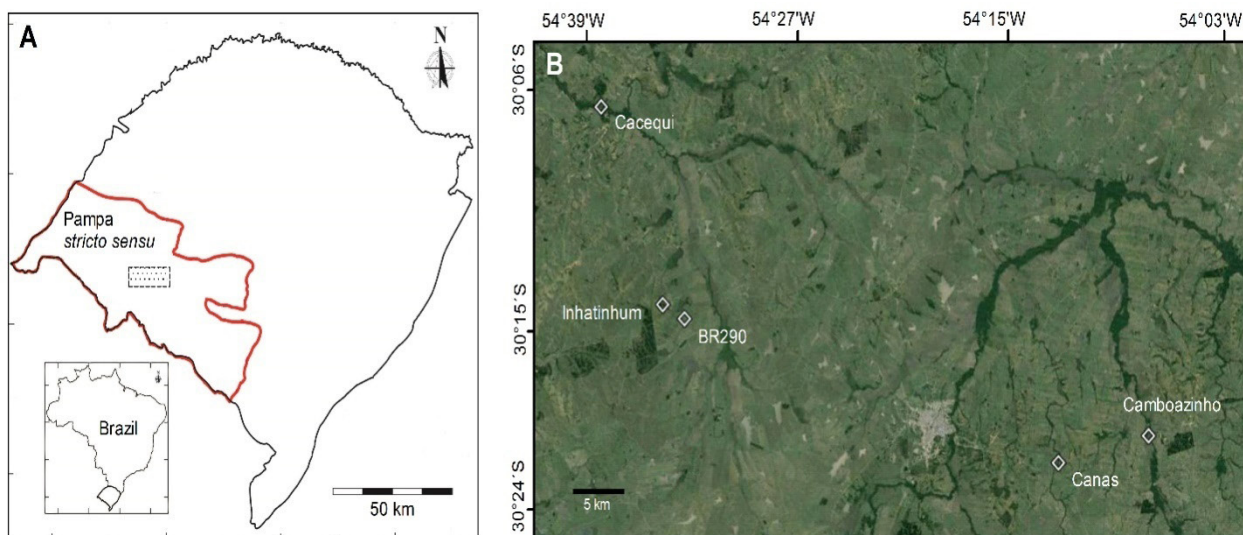 A
N
Pampa
stricto sensu
Brazil
50 km
54°39°W
54°27°W
54°15°W
54°03°W
B
30°06´S
Cacequi
Inhatinhum
30°15´S
BR290
Camboazinho
Canas
5 km
30°24´S